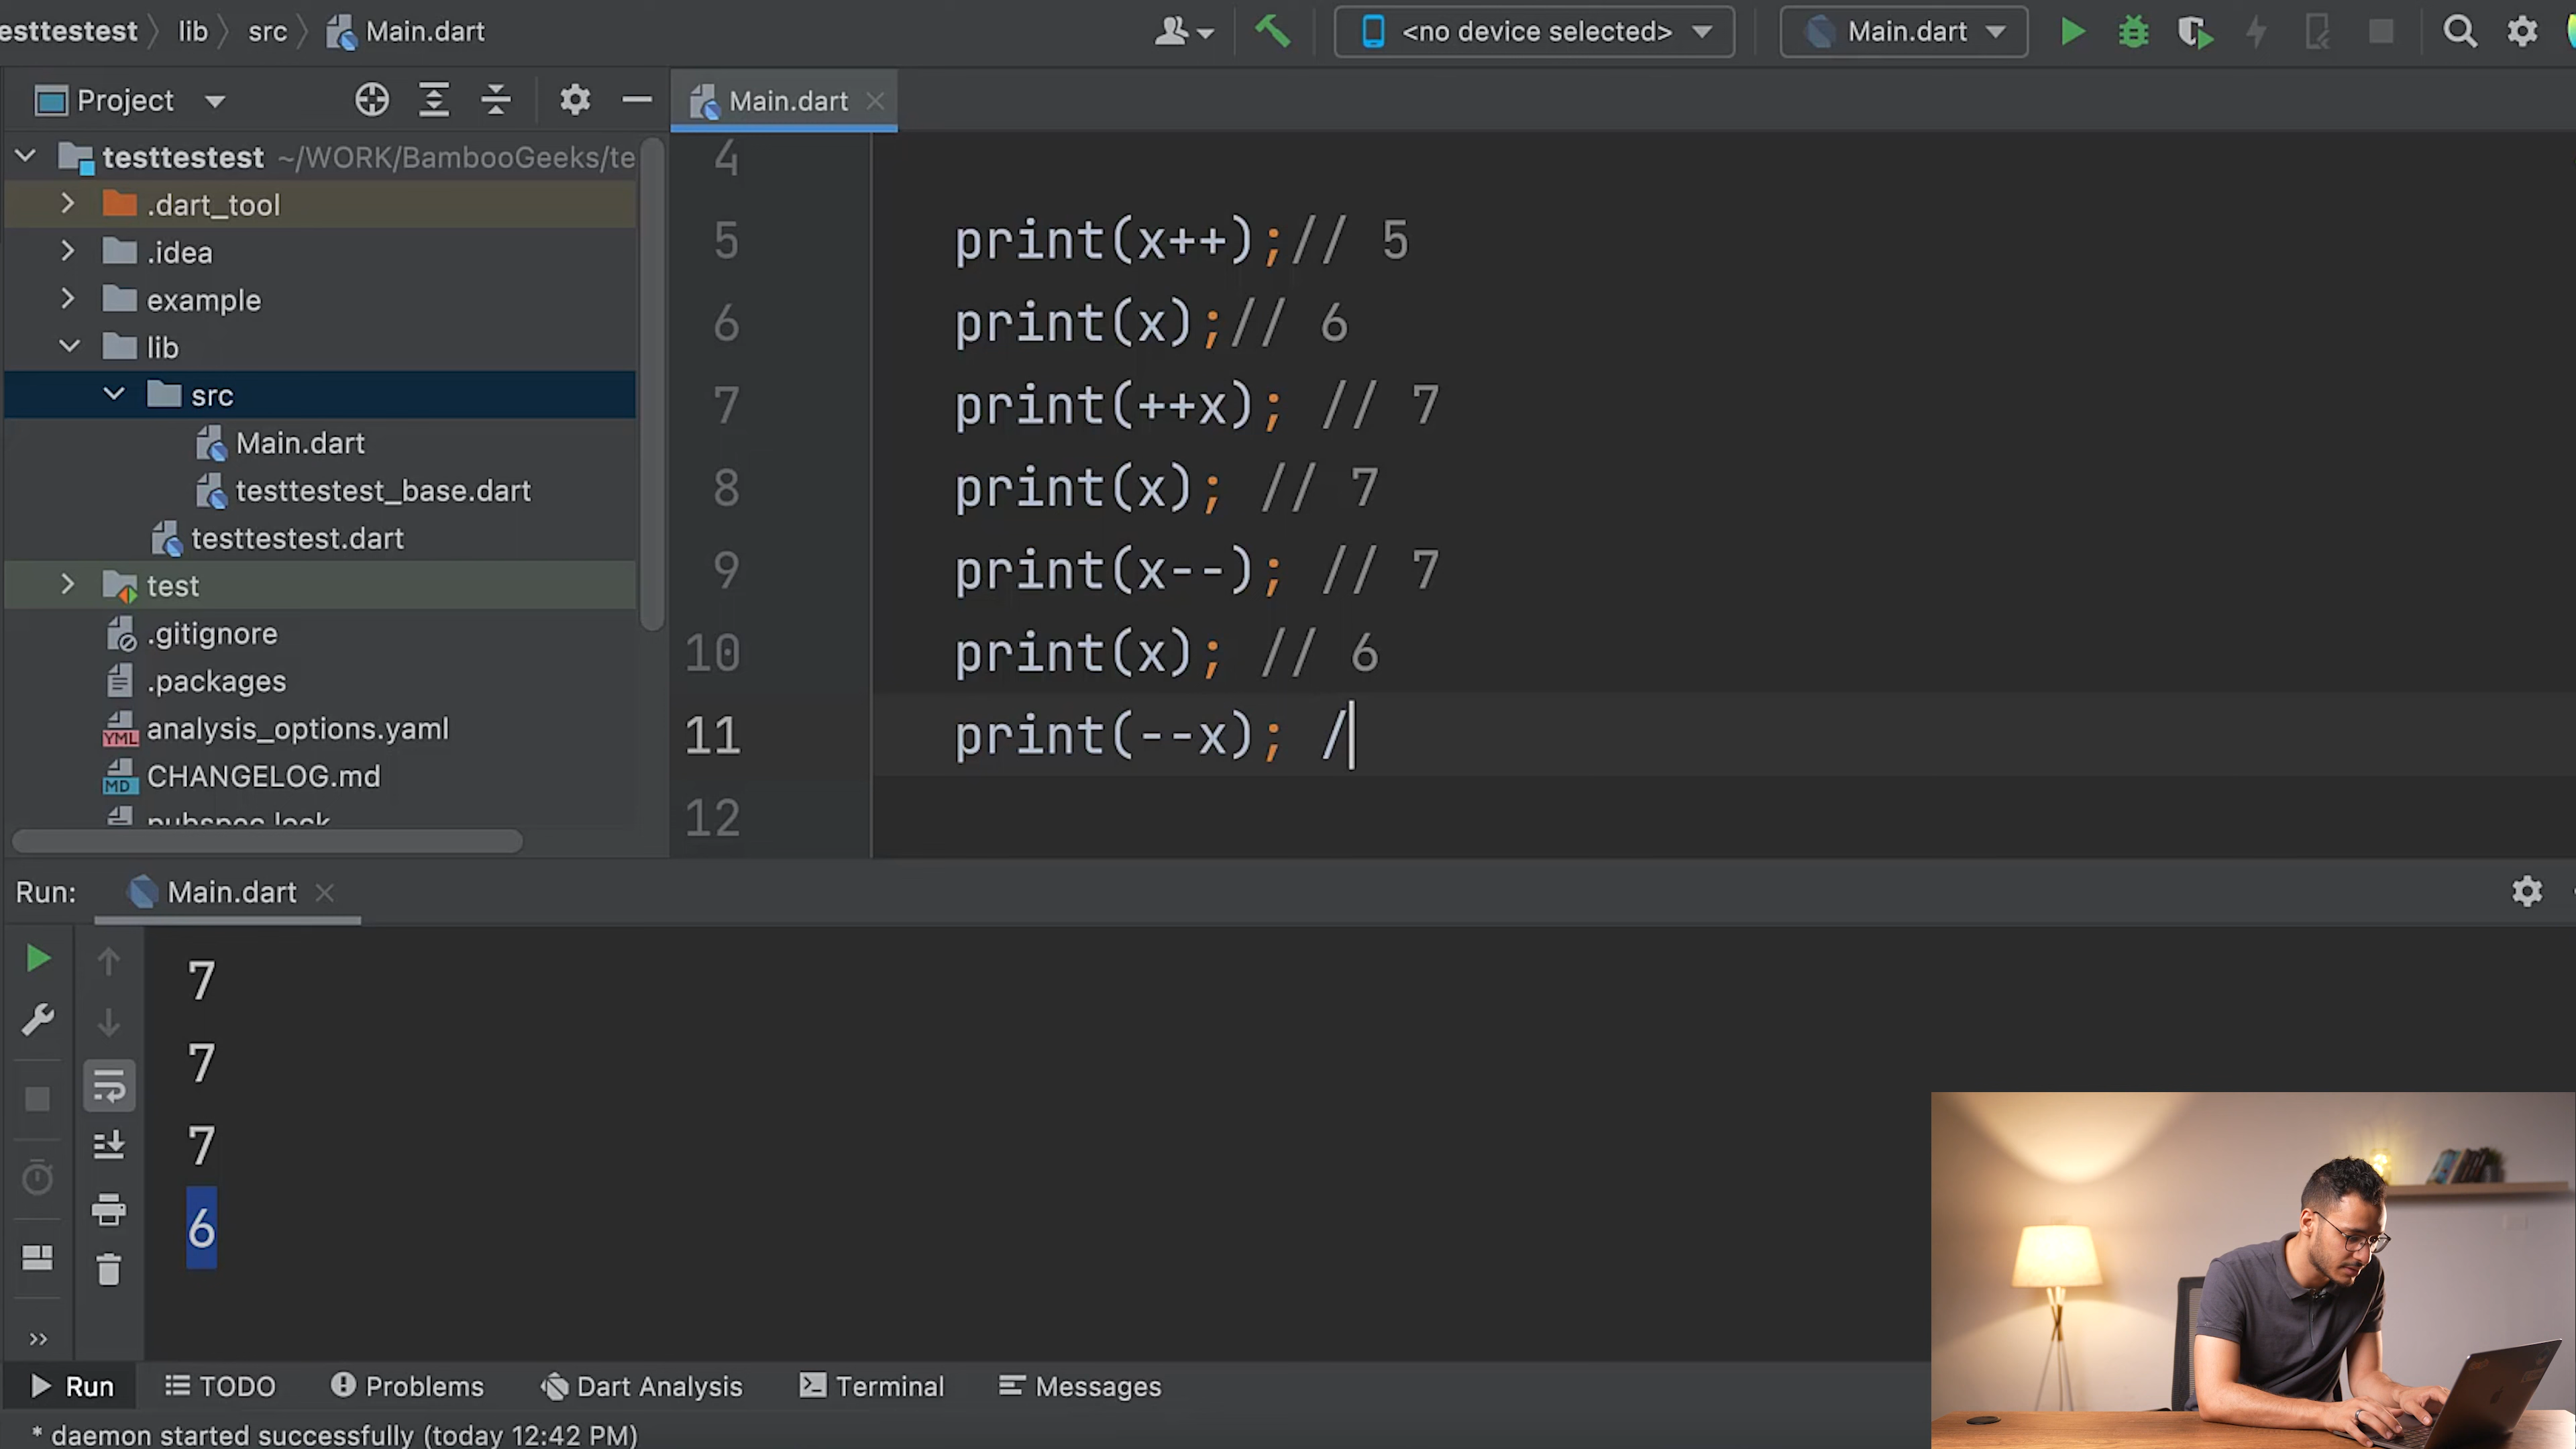 esttestest lib src Main.dart <no device selected> Main.dart
Project
Main.dart
testtestest ~/WORK/BambooGeeks/te
.dart_tool
.idea
example
lib
src
Main.dart
testtestest_base.dart
testtestest.dart
test
.gitignore
.packages
YML analysis_options.yaml
MD CHANGELOG.md
pubspec.lock
4
5 print(x++);// 5
6 print(x);// 6
7 print(++x); // 7
8 print(x); // 7
9 print(x--); // 7
10 print(x); // 6
11 print(--x); /
12
Run: Main.dart
7
7
7
6
Run TODO Problems Dart Analysis Terminal Messages
* daemon started successfully (today 12:42 PM)